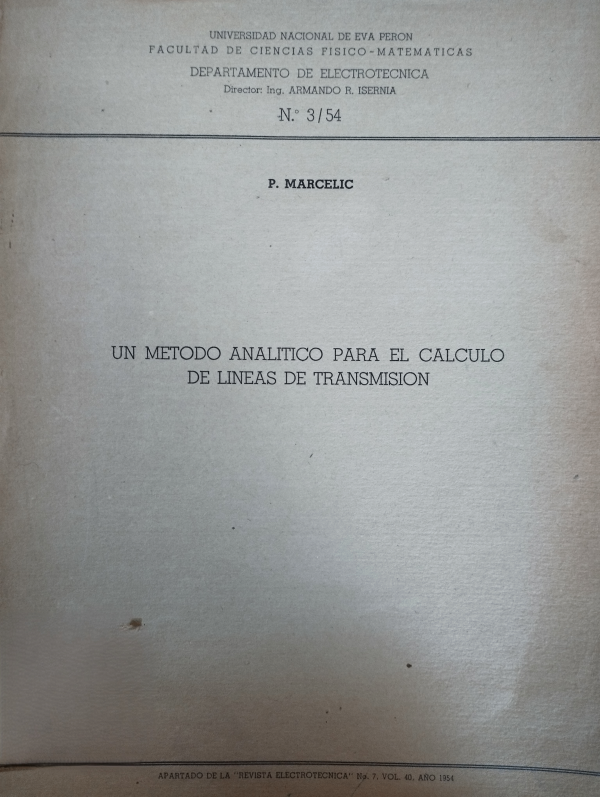 UNIVERSIDAD NACIONAL DE EVA PERON
FACULTAD DE CIENCIAS FISICO-MATEMATICAS
DEPARTAMENTO DE ELECTROTECNICA
Director: Ing. ARMANDO R. ISERNIA
N.° 3/54
P. MARCELIC
UN METODO ANALITICO PARA EL CALCULO
DE LINEAS DE TRANSMISION
APARTADO DE LA "REVISTA ELECTROTECNICA" No. 7, VOL. 40, AÑO 1954